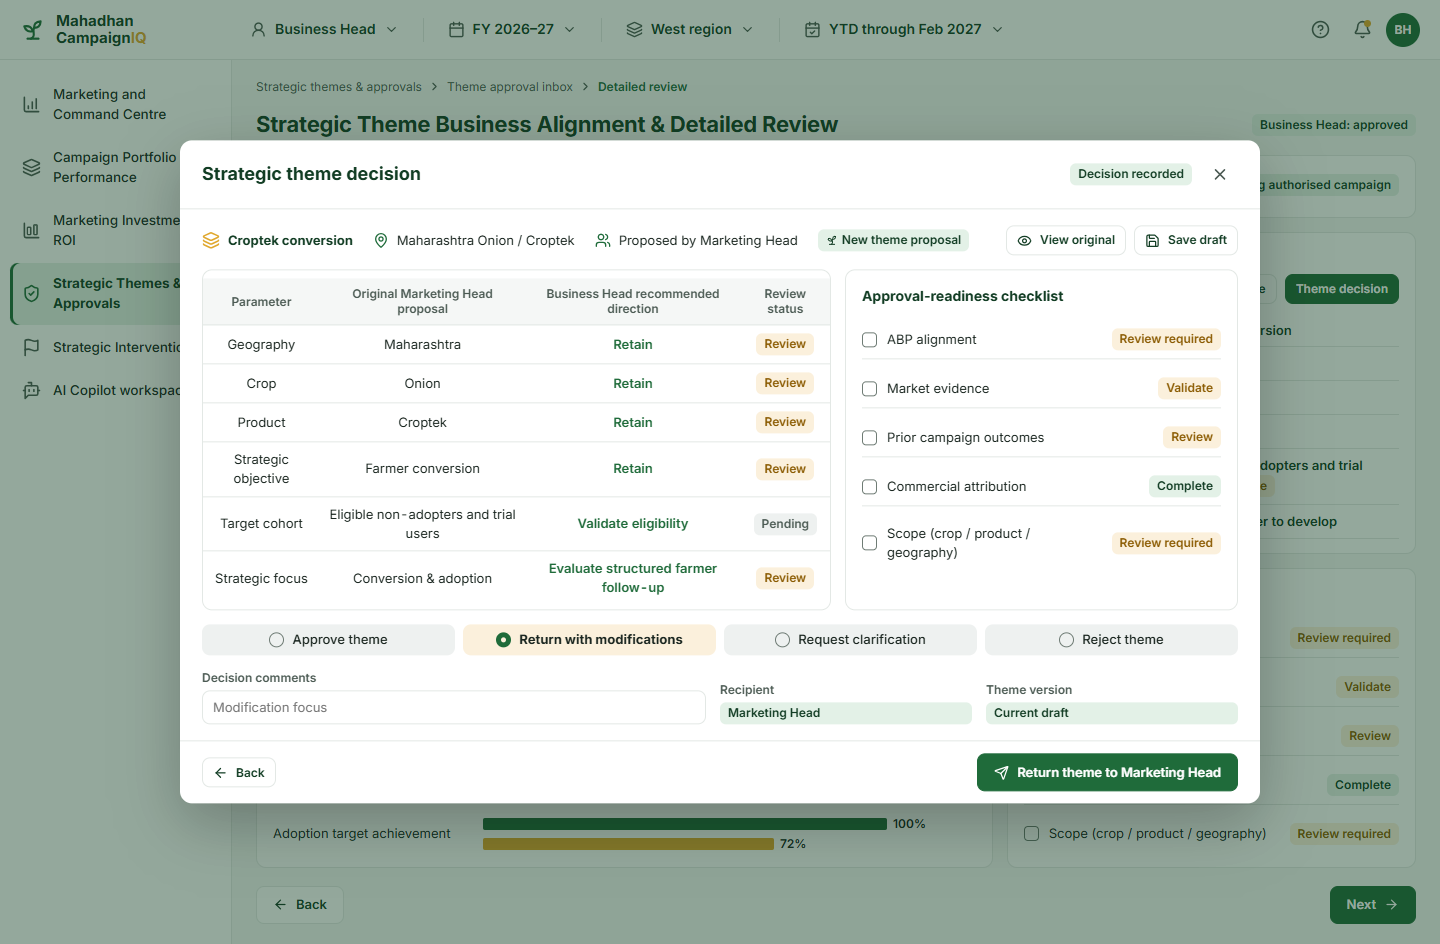 Mahadhan
CampaignIQ
Business Head
FY 2026–27
West region
YTD through Feb 2027
BH
Marketing and
Command Centre
Campaign Portfolio
Performance
Marketing Investme
ROI
Strategic Themes &
Approvals
Strategic Interventio
AI Copilot workspac
Strategic themes & approvals > Theme approval inbox > Detailed review
Strategic Theme Business Alignment & Detailed Review
Business Head: approved
g authorised campaign
Strategic theme decision
Decision recorded
Croptek conversion
Maharashtra Onion / Croptek
Proposed by Marketing Head
New theme proposal
View original
Save draft
Parameter
Original Marketing Head
proposal
Business Head recommended
direction
Review
status
Geography
Maharashtra
Retain
Review
Crop
Onion
Retain
Review
Product
Croptek
Retain
Review
Strategic
objective
Farmer conversion
Retain
Review
Target cohort
Eligible non-adopters and trial
users
Validate eligibility
Pending
Strategic focus
Conversion & adoption
Evaluate structured farmer
follow-up
Review
Approval-readiness checklist
ABP alignment
Review required
Market evidence
Validate
Prior campaign outcomes
Review
Commercial attribution
Complete
Scope (crop / product /
geography)
Review required
e
Theme decision
rsion
dopters and trial
e
er to develop
Approve theme
Return with modifications
Request clarification
Reject theme
Decision comments
Modification focus
Recipient
Marketing Head
Theme version
Current draft
Back
Return theme to Marketing Head
Review required
Validate
Review
Complete
Adoption target achievement
100%
72%
Scope (crop / product / geography)
Review required
Back
Next